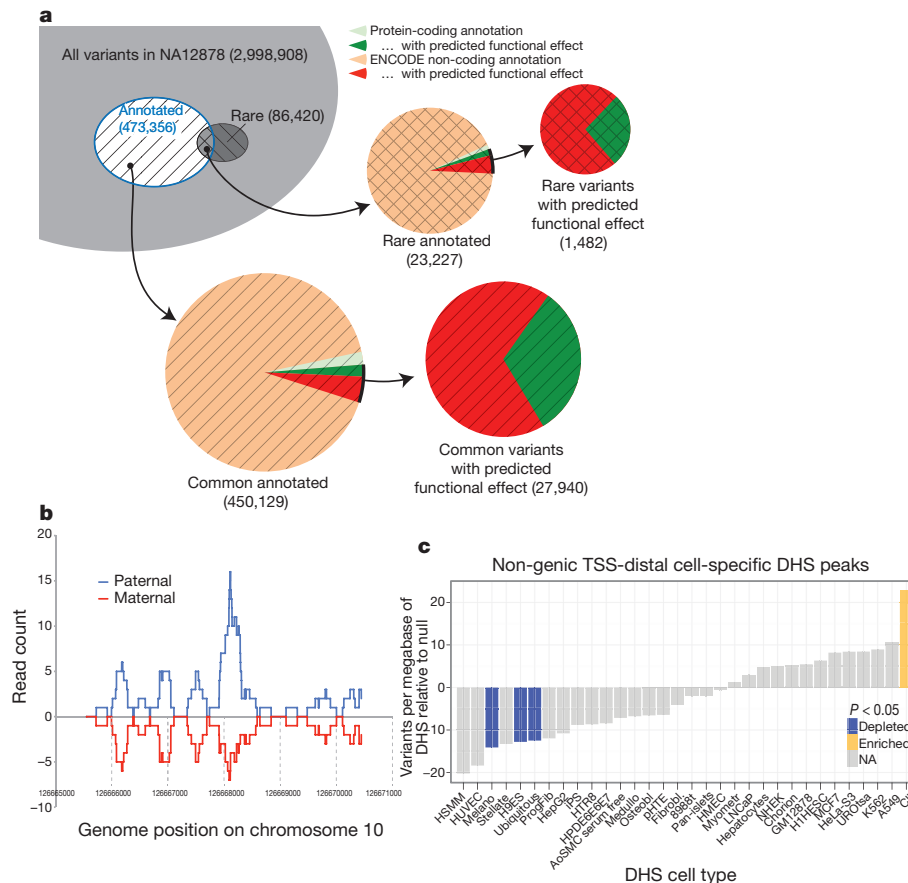 a
Protein-coding annotation
... with predicted functional effect
ENCODE non-coding annotation
... with predicted functional effect
All variants in NA12878 (2,998,908)
Annotated
(473,356)
Rare (86,420)
Rare annotated
(23,227)
Rare variants
with predicted
functional effect
(1,482)
Common annotated
(450,129)
Common variants
with predicted
functional effect (27,940)
b
20
15
10
5
0
−5
−10
Read count
Paternal
Maternal
126665000
126666000
126667000
126668000
126669000
126670000
126671000
Genome position on chromosome 10
c
Non-genic TSS-distal cell-specific DHS peaks
Variants per megabase of
DHS relative to null
20
10
0
−10
−20
P < 0.05
Depleted
Enriched
NA
HSMM
HUVEC
Melano
Stellate
H9ES
Ubiquitous
ProgFib
HepG2
iPS
HTR8
HPDE6E6E7
AoSMC serum free
Medullo
Osteobl
pHTE
Fibrobl
8988t
Pan-islets
HMEC
Myometr
LNCaP
Hepatocytes
NHEK
Chorion
GM12878
H1HESC
MCF7
HeLa-S3
UROtsa
K562
A549
DHS cell type